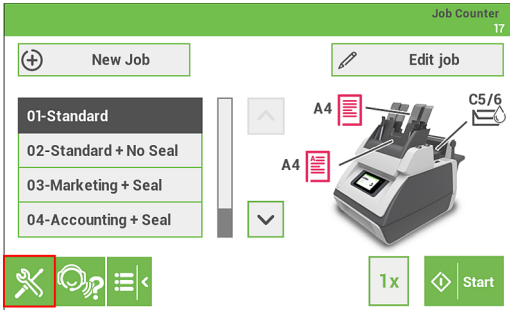 Job Counter
17
New Job
Edit job
01-Standard
02-Standard + No Seal
03-Marketing + Seal
04-Accounting + Seal
A4
C5/6
A4
1x
Start